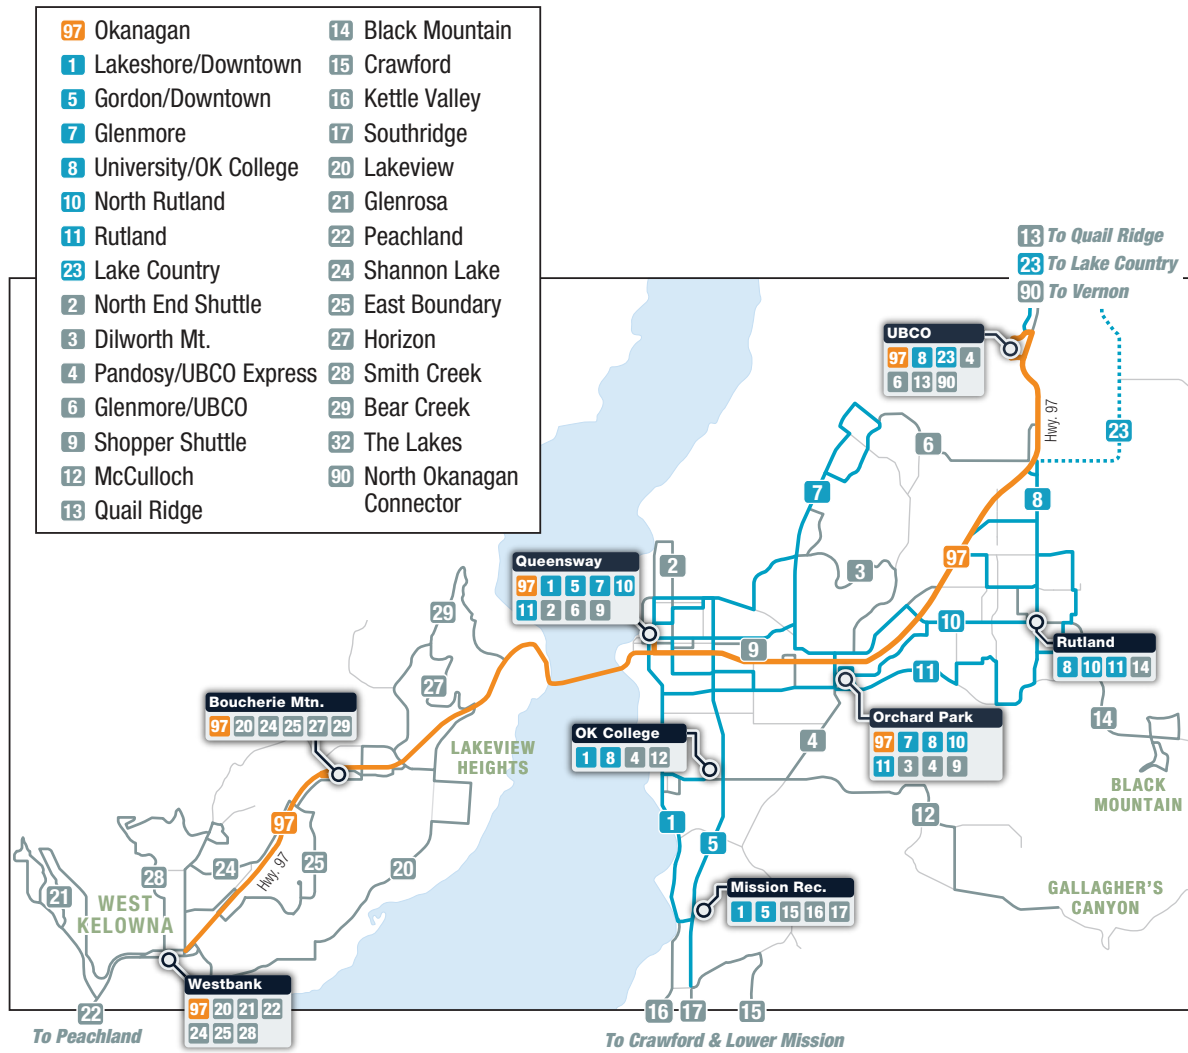 97 Okanagan
1 Lakeshore/Downtown
5 Gordon/Downtown
7 Glenmore
8 University/OK College
10 North Rutland
11 Rutland
23 Lake Country
2 North End Shuttle
3 Dilworth Mt.
4 Pandosy/UBCO Express
6 Glenmore/UBCO
9 Shopper Shuttle
12 McCulloch
13 Quail Ridge
14 Black Mountain
15 Crawford
16 Kettle Valley
17 Southridge
20 Lakeview
21 Glenrosa
22 Peachland
24 Shannon Lake
25 East Boundary
27 Horizon
28 Smith Creek
29 Bear Creek
32 The Lakes
90 North Okanagan
Connector
13 To Quail Ridge
23 To Lake Country
90 To Vernon
UBCO
97 8 23 4
6 13 90
Hwy. 97
23
6
7
8
97
3
2
Queensway
97 1 5 7 10
11 2 6 9
29
10
9
Rutland
8 10 11 14
11
27
Boucherie Mtn.
97 20 24 25 27 29
14
Orchard Park
97 7 8 10
11 3 4 9
OK College
1 8 4 12
4
LAKEVIEW
HEIGHTS
BLACK
MOUNTAIN
12
97
1
5
Hwy. 97
24
25
20
28
21
Mission Rec.
1 5 15 16 17
GALLAGHER'S
CANYON
WEST
KELOWNA
Westbank
97 20 21 22
24 25 28
22
To Peachland
16
17
15
To Crawford & Lower Mission